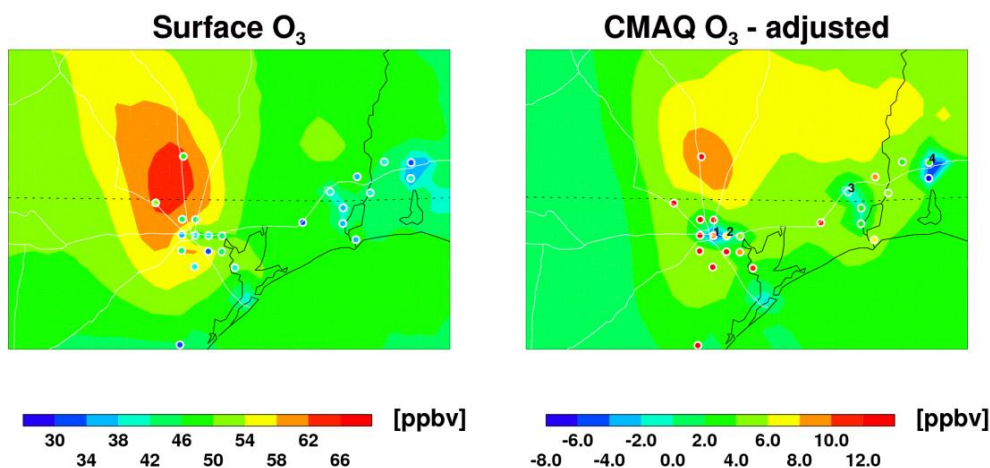 Surface O₃
CMAQ O₃ - adjusted
1 2
3
4
[ppbv]
30 38 46 54 62
34 42 50 58 66
[ppbv]
-6.0 -2.0 2.0 6.0 10.0
-8.0 -4.0 0.0 4.0 8.0 12.0